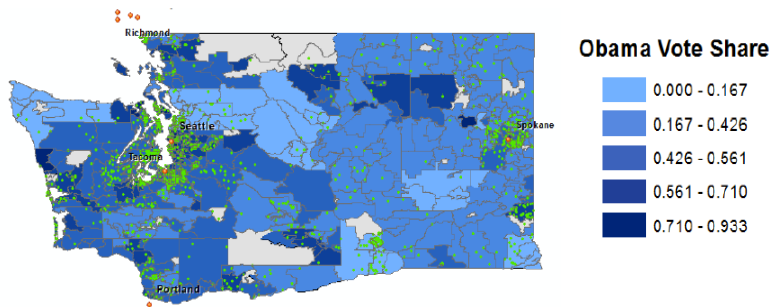 Richmond
Obama Vote Share
0.000 - 0.167
Seattle
Spokane
0.167 - 0.426
Tacoma
0.426 - 0.561
0.561 - 0.710
0.710 - 0.933
Portland